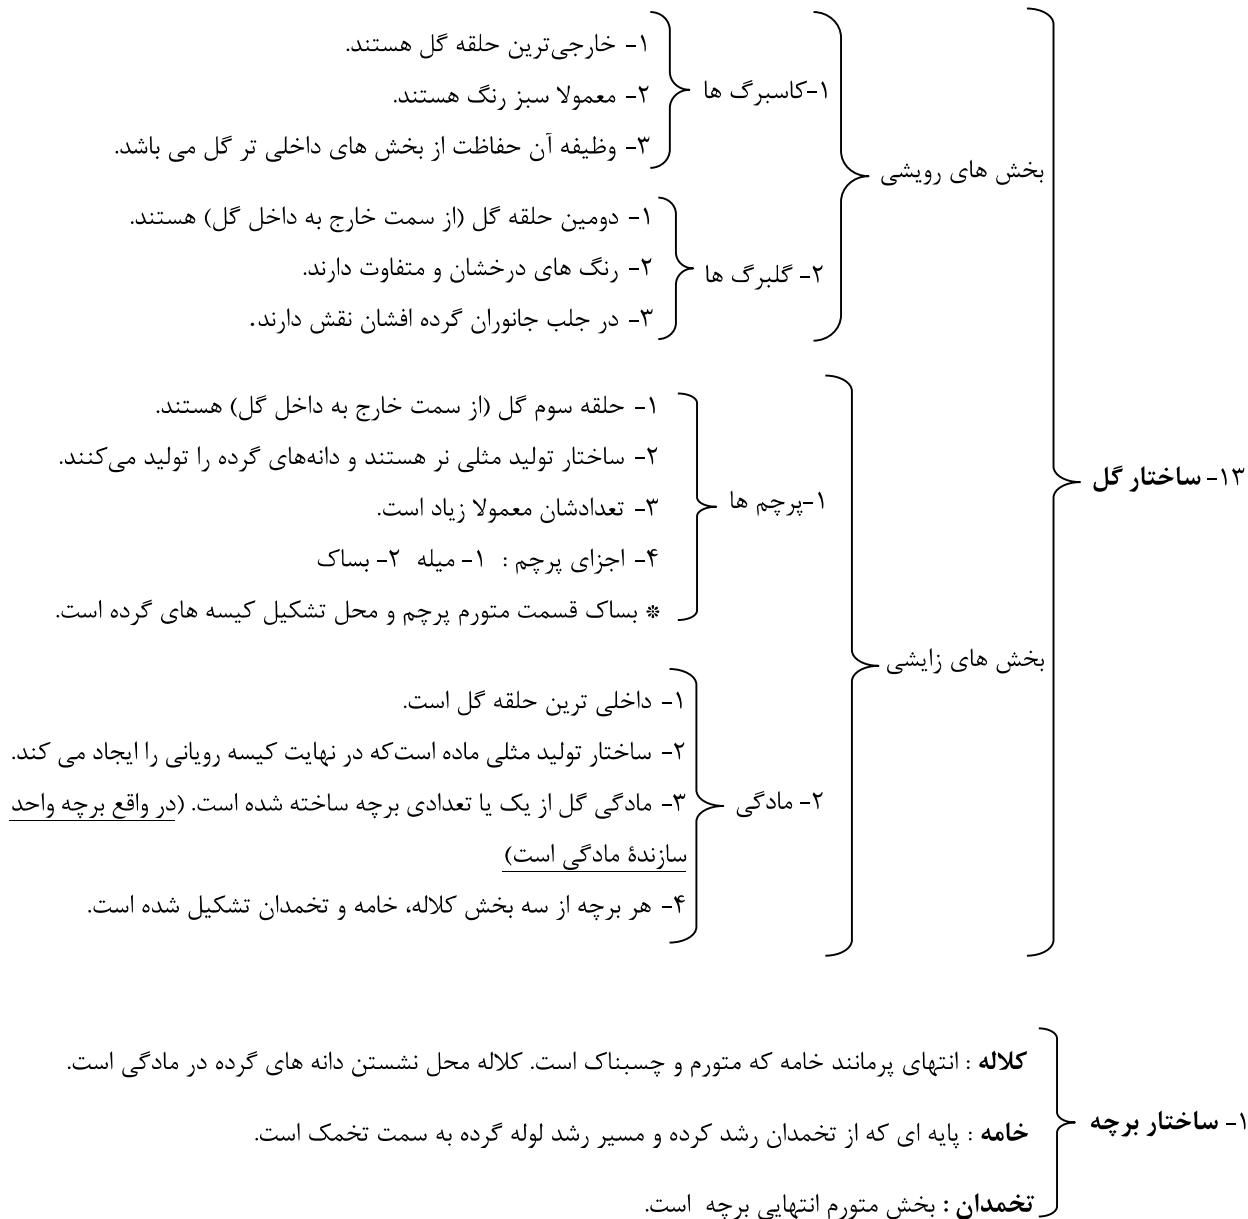 ۱۳- ساختار گل
بخش های رویشی
۱-کاسبرگ ها
۱- خارجی‌ترین حلقه گل هستند.
۲- معمولا سبز رنگ هستند.
۳- وظیفه آن حفاظت از بخش های داخلی تر گل می باشد.
۲- گلبرگ ها
۱- دومین حلقه گل (از سمت خارج به داخل گل) هستند.
۲- رنگ های درخشان و متفاوت دارند.
۳- در جلب جانوران گرده افشان نقش دارند.
بخش های زایشی
۱-پرچم ها
۱- حلقه سوم گل (از سمت خارج به داخل گل) هستند.
۲- ساختار تولید مثلی نر هستند و دانه‌های گرده را تولید می‌کنند.
۳- تعدادشان معمولا زیاد است.
۴- اجزای پرچم : ۱- میله ۲- بساک
* بساک قسمت متورم پرچم و محل تشکیل کیسه های گرده است.
۲- مادگی
۱- داخلی ترین حلقه گل است.
۲- ساختار تولید مثلی ماده است‌که در نهایت کیسه رویانی را ایجاد می کند.
۳- مادگی گل از یک یا تعدادی برچه ساخته شده است. (در واقع برچه واحد
سازندهٔ مادگی است)
۴- هر برچه از سه بخش کلاله، خامه و تخمدان تشکیل شده است.
۱- ساختار برچه
کلاله : انتهای پرمانند خامه که متورم و چسبناک است. کلاله محل نشستن دانه های گرده در مادگی است.
خامه : پایه ای که از تخمدان رشد کرده و مسیر رشد لوله گرده به سمت تخمک است.
تخمدان : بخش متورم انتهایی برچه است.